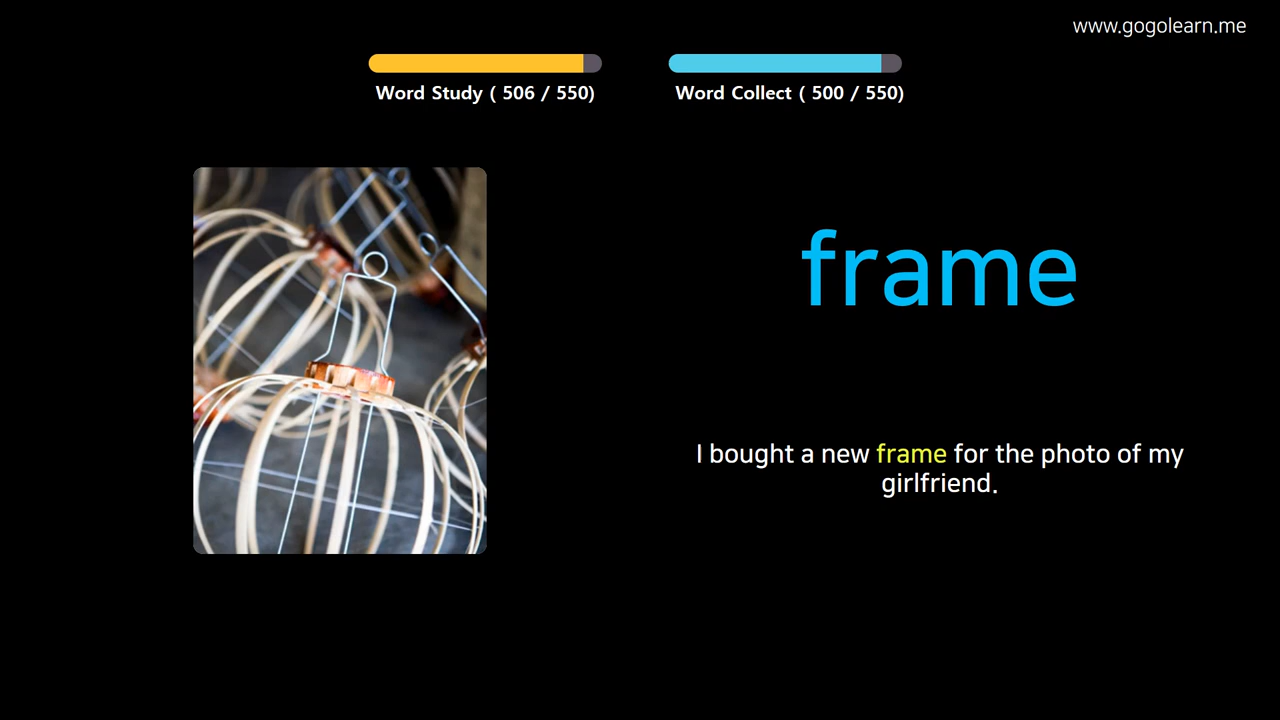 www.gogolearn.me
Word Study ( 506 / 550)
Word Collect ( 500 / 550)
frame
I bought a new frame for the photo of my
girlfriend.